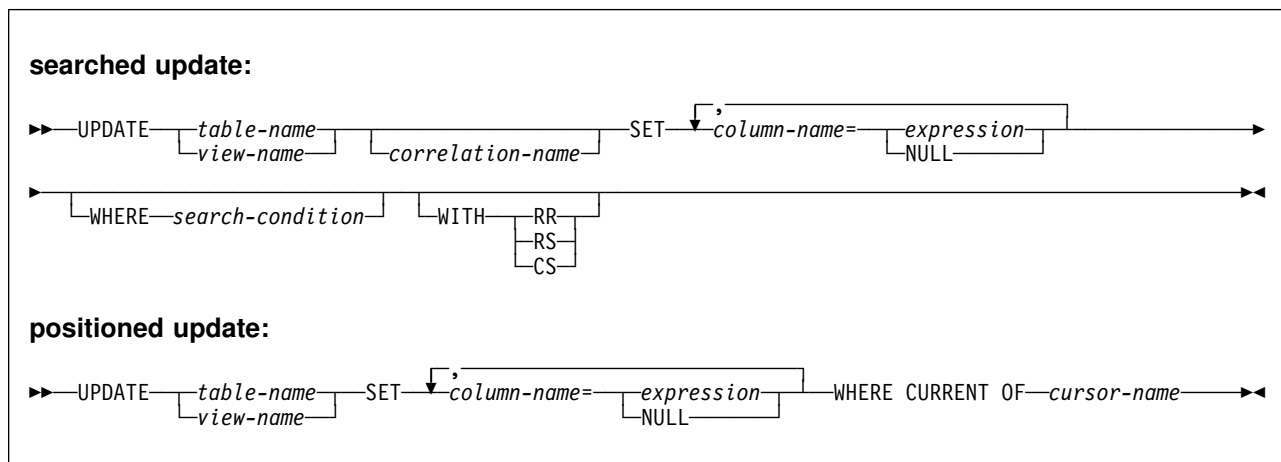 searched update:
,
UPDATE table-name SET column-name= expression
view-name correlation-name NULL
WHERE search-condition WITH RR
RS
CS
positioned update:
,
UPDATE table-name SET column-name= expression WHERE CURRENT OF cursor-name
view-name NULL